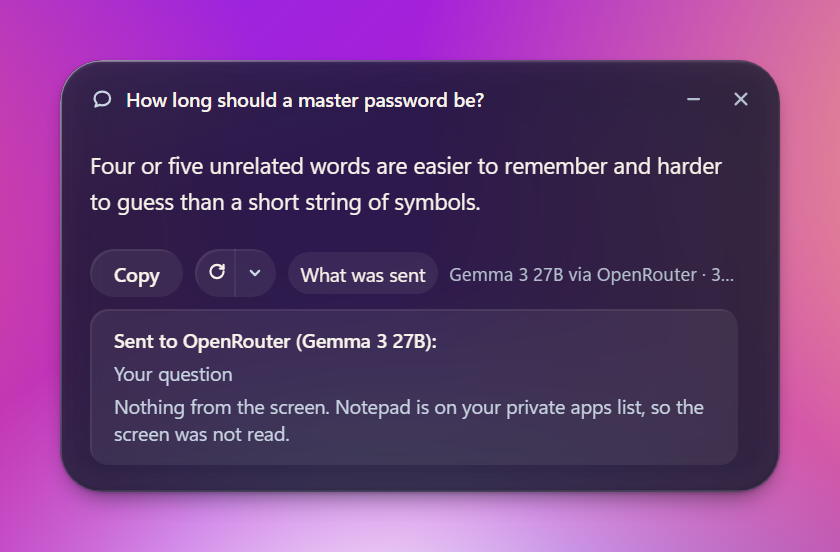 How long should a master password be?
Four or five unrelated words are easier to remember and harder
to guess than a short string of symbols.
Copy
What was sent
Gemma 3 27B via OpenRouter · 3...
Sent to OpenRouter (Gemma 3 27B):
Your question
Nothing from the screen. Notepad is on your private apps list, so the
screen was not read.